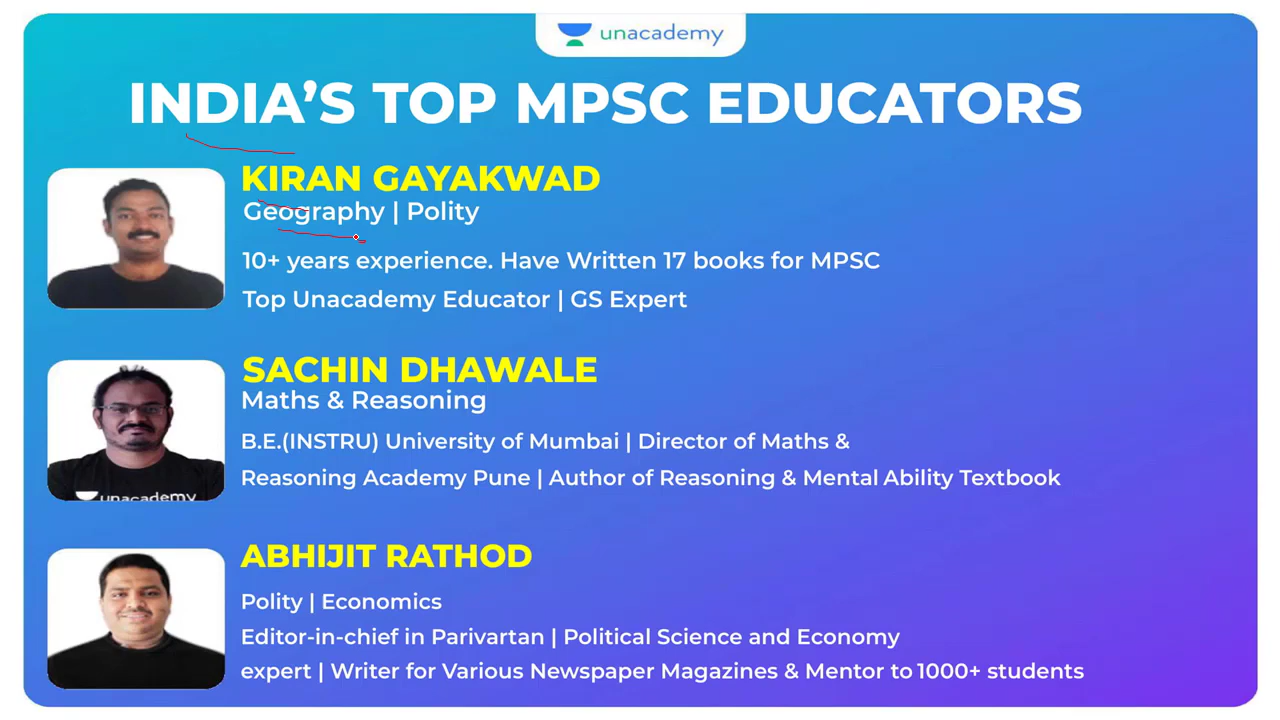 unacademy
INDIA'S TOP MPSC EDUCATORS
KIRAN GAYAKWAD
Geography | Polity
10+ years experience. Have Written 17 books for MPSC
Top Unacademy Educator | GS Expert
SACHIN DHAWALE
Maths & Reasoning
B.E.(INSTRU) University of Mumbai | Director of Maths &
Reasoning Academy Pune | Author of Reasoning & Mental Ability Textbook
unacademy
ABHIJIT RATHOD
Polity | Economics
Editor-in-chief in Parivartan | Political Science and Economy
expert | Writer for Various Newspaper Magazines & Mentor to 1000+ students